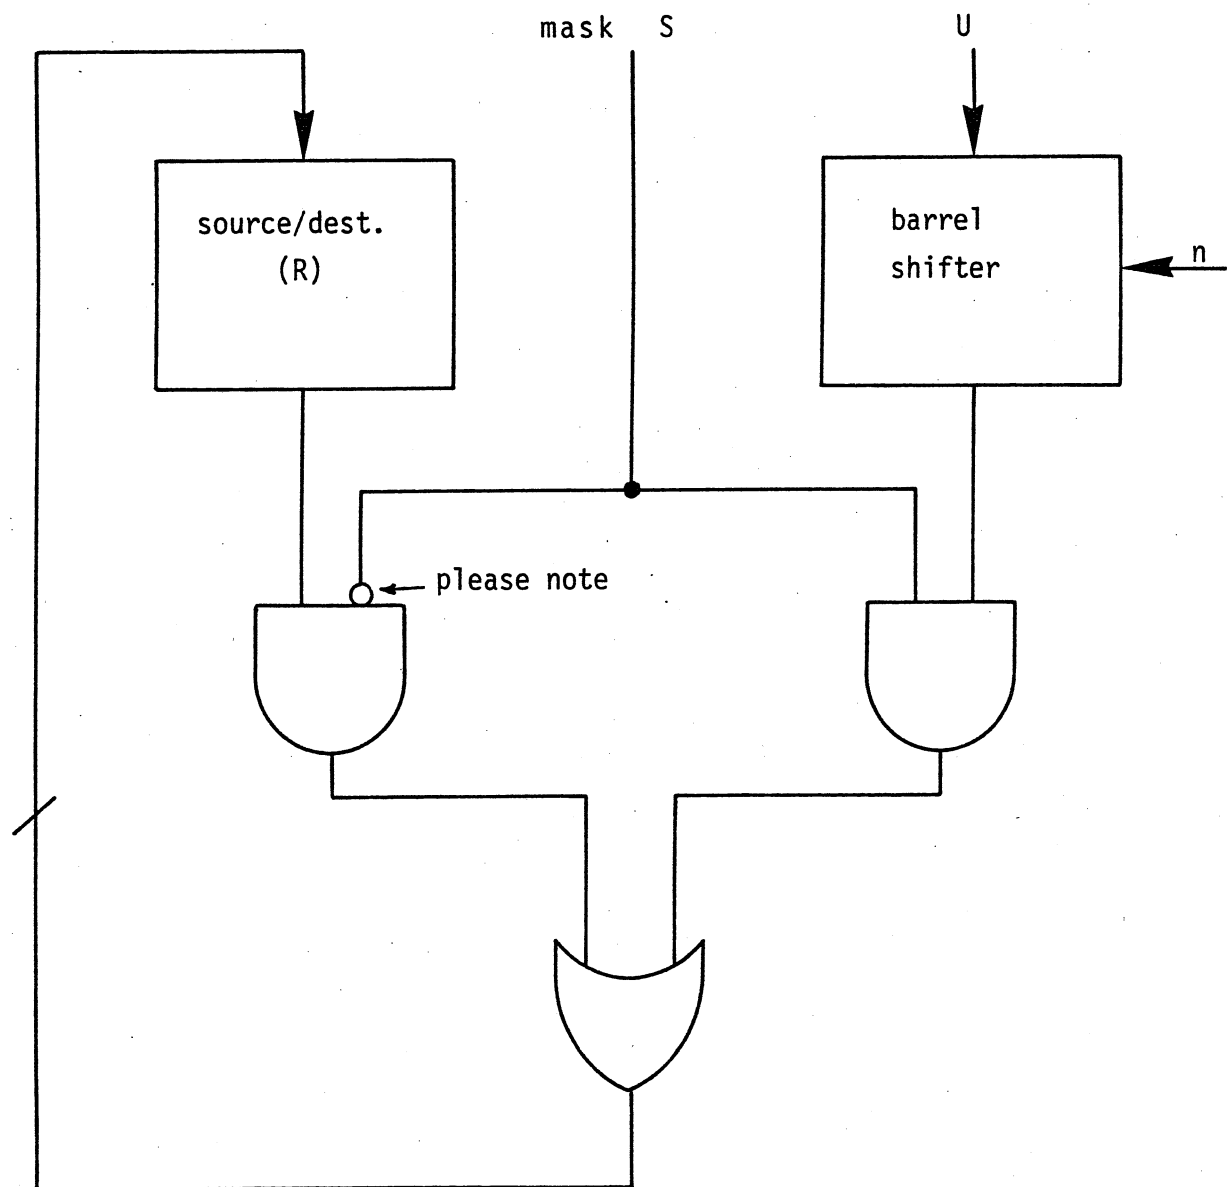 mask S
U
source/dest.
(R)
barrel
shifter
n
please note